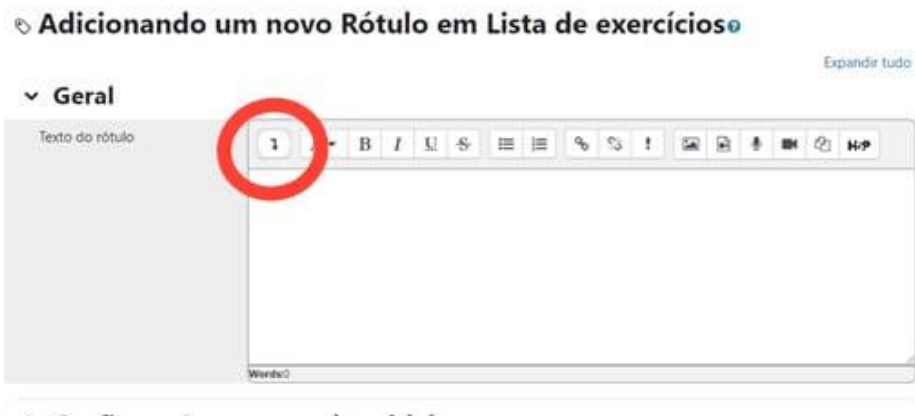 Adicionando um novo Rótulo em Lista de exercícios
Expandir tudo
Geral
Texto do rótulo
B I U S H-P
Words:0